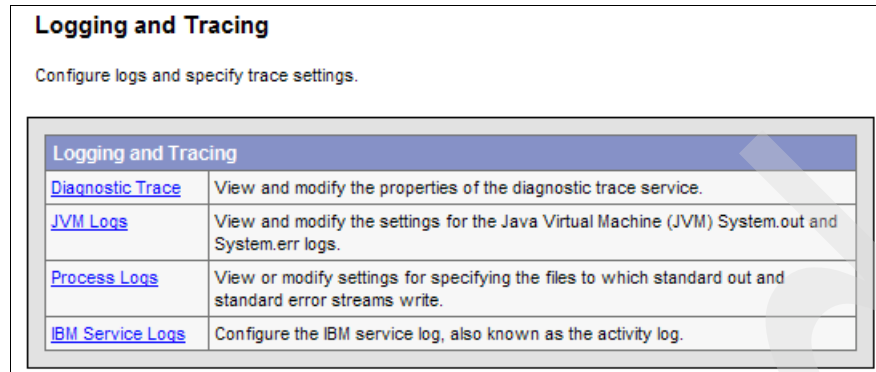 Logging and Tracing
Configure logs and specify trace settings.
Logging and Tracing
Diagnostic Trace View and modify the properties of the diagnostic trace service.
JVM Logs View and modify the settings for the Java Virtual Machine (JVM) System.out and
System.err logs.
Process Logs View or modify settings for specifying the files to which standard out and
standard error streams write.
IBM Service Logs Configure the IBM service log, also known as the activity log.